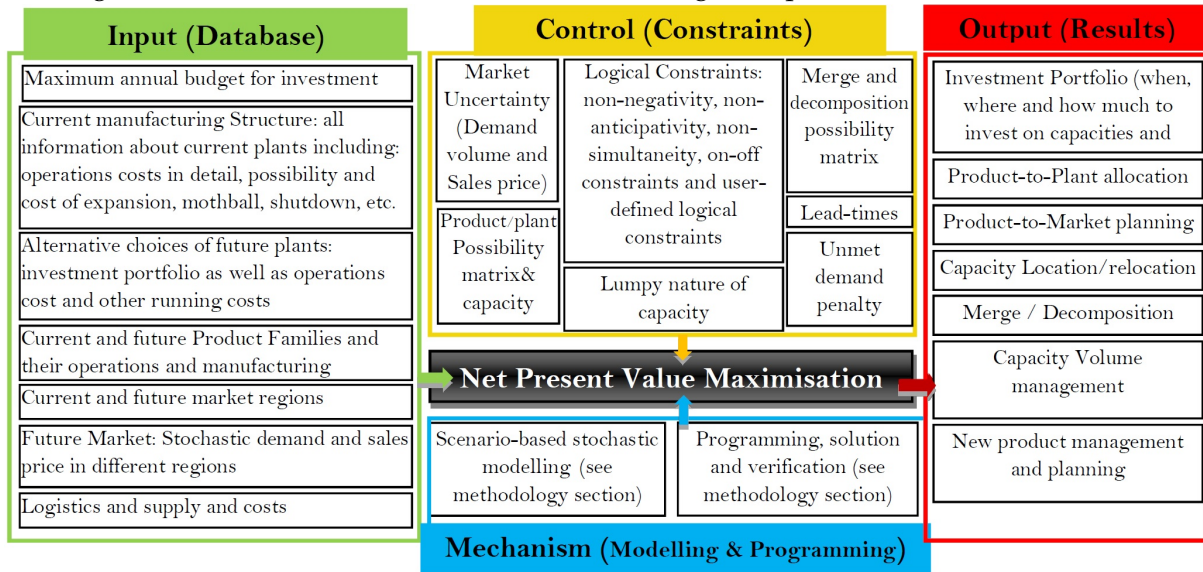 Input (Database)
Maximum annual budget for investment
Current manufacturing Structure: all
information about current plants including:
operations costs in detail, possibility and
cost of expansion, mothball, shutdown, etc.
Alternative choices of future plants:
investment portfolio as well as operations
cost and other running costs
Current and future Product Families and
their operations and manufacturing
Current and future market regions
Future Market: Stochastic demand and sales
price in different regions
Logistics and supply and costs
Control (Constraints)
Market
Uncertainty
(Demand
volume and
Sales price)
Product/plant
Possibility
matrix&
capacity
Logical Constraints:
non-negativity, non-
anticipativity, non-
simultaneity, on-off
constraints and user-
defined logical
constraints
Lumpy nature of
capacity
Merge and
decomposition
possibility
matrix
Lead-times
Unmet
demand
penalty
Net Present Value Maximisation
Scenario-based stochastic
modelling (see
methodology section)
Programming, solution
and verification (see
methodology section)
Mechanism (Modelling & Programming)
Output (Results)
Investment Portfolio (when,
where and how much to
invest on capacities and
Product-to-Plant allocation
Product-to-Market planning
Capacity Location/relocation
Merge / Decomposition
Capacity Volume
management
New product management
and planning